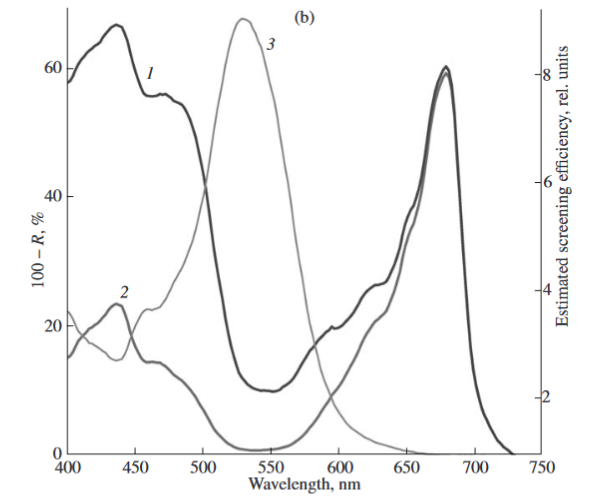 (b)
60
40
20
0
100 – R, %
1
2
3
8
6
4
2
Estimated screening efficiency, rel. units
400 450 500 550 600 650 700 750
Wavelength, nm